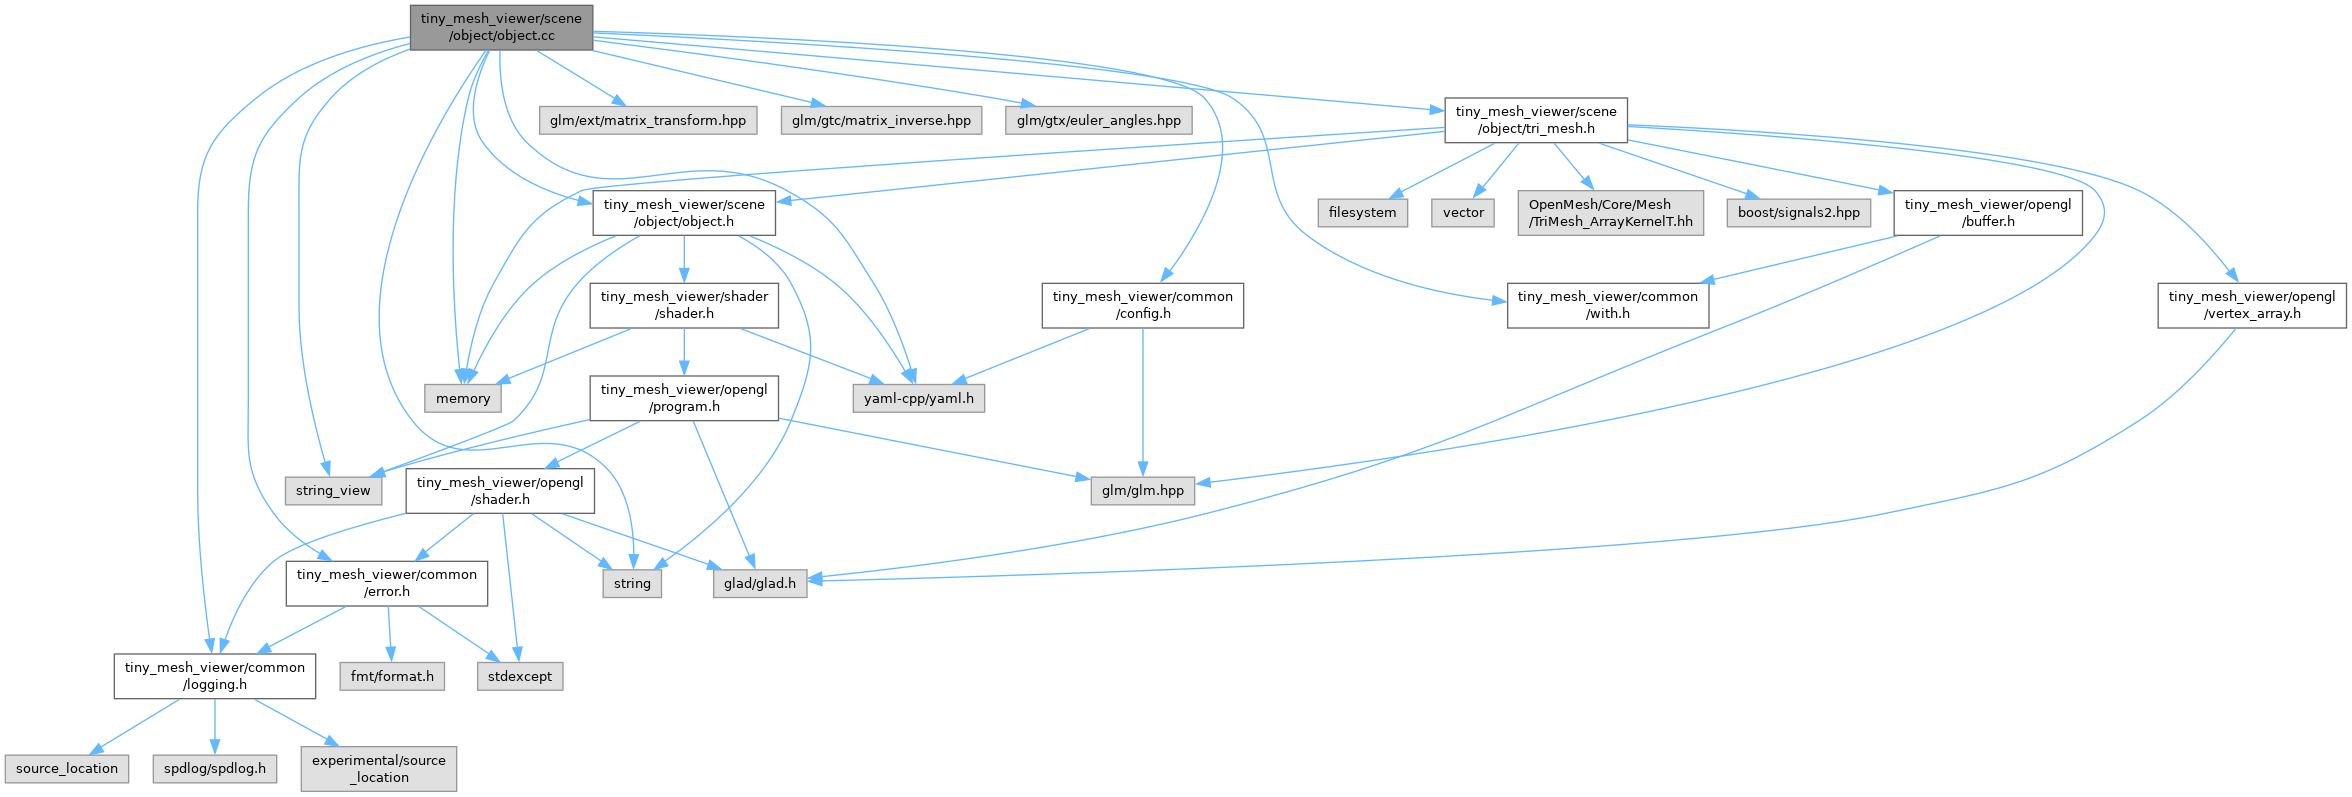 tiny_mesh_viewer/scene
/object/object.cc
tiny_mesh_viewer/scene
/object/tri_mesh.h
glm/ext/matrix_transform.hpp
glm/gtc/matrix_inverse.hpp
glm/gtx/euler_angles.hpp
tiny_mesh_viewer/scene
/object/object.h
filesystem
vector
OpenMesh/Core/Mesh
/TriMesh_ArrayKernelT.hh
boost/signals2.hpp
tiny_mesh_viewer/opengl
/buffer.h
tiny_mesh_viewer/shader
/shader.h
tiny_mesh_viewer/common
/config.h
tiny_mesh_viewer/common
/with.h
tiny_mesh_viewer/opengl
/vertex_array.h
memory
tiny_mesh_viewer/opengl
/program.h
yaml-cpp/yaml.h
string_view
tiny_mesh_viewer/opengl
/shader.h
glm/glm.hpp
tiny_mesh_viewer/common
/error.h
string
glad/glad.h
tiny_mesh_viewer/common
/logging.h
fmt/format.h
stdexcept
source_location
spdlog/spdlog.h
experimental/source
_location